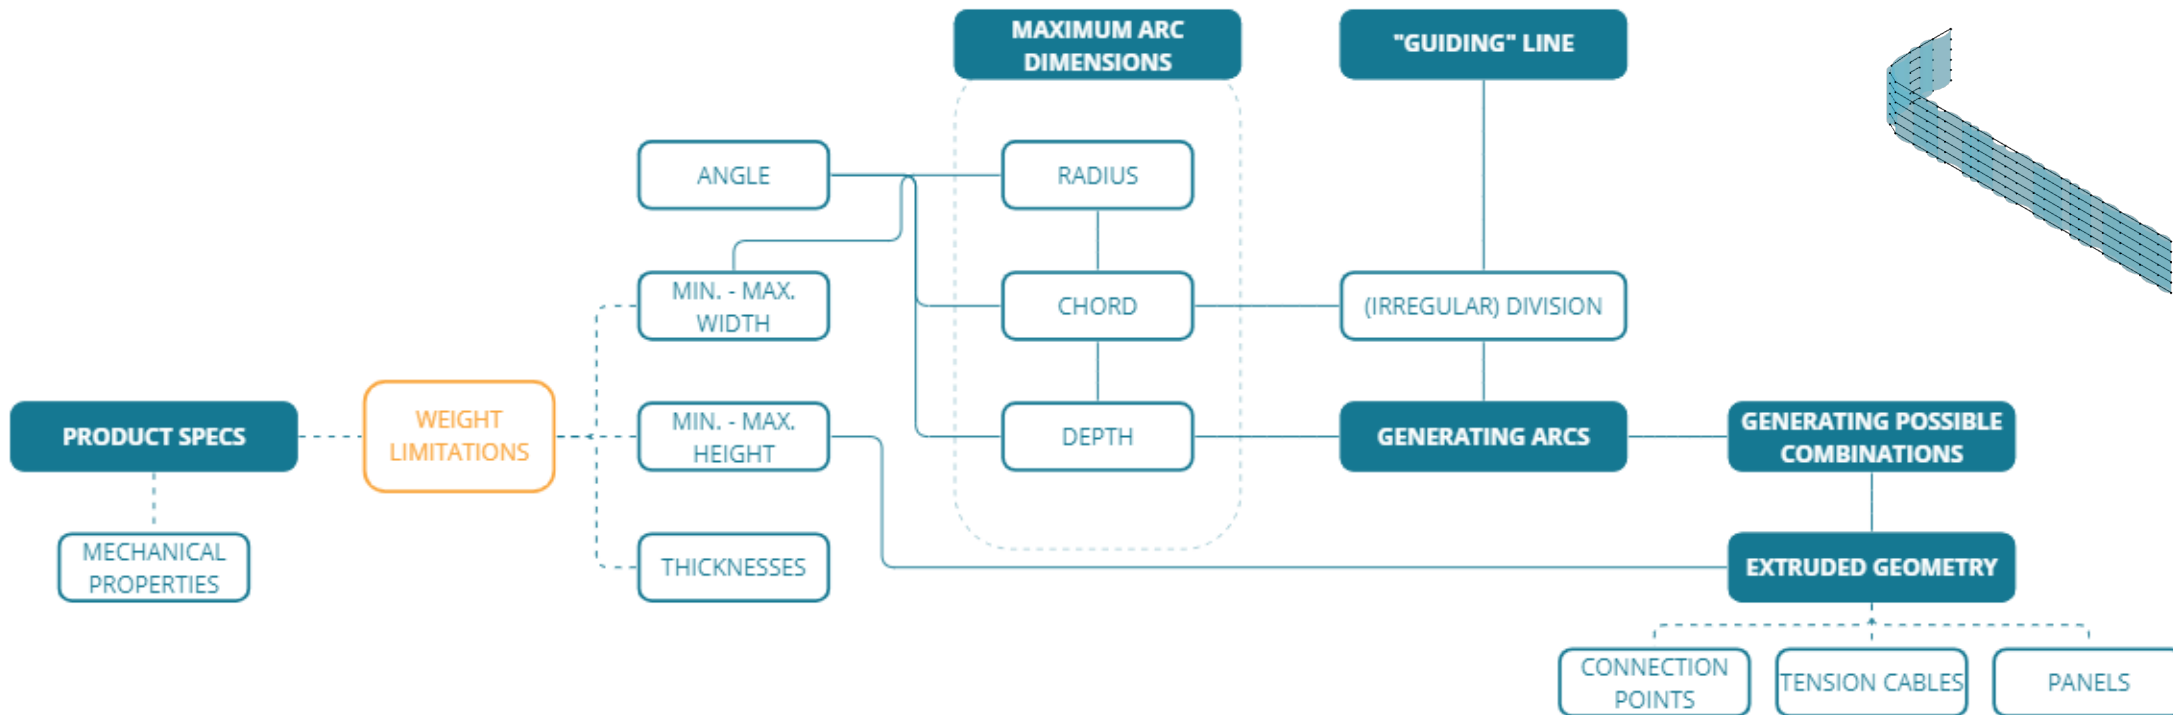 MAXIMUM ARC
DIMENSIONS
"GUIDING" LINE
ANGLE
RADIUS
MIN. - MAX.
WIDTH
CHORD
(IRREGULAR) DIVISION
PRODUCT SPECS
WEIGHT
LIMITATIONS
MIN. - MAX.
HEIGHT
DEPTH
GENERATING ARCS
GENERATING POSSIBLE
COMBINATIONS
MECHANICAL
PROPERTIES
THICKNESSES
EXTRUDED GEOMETRY
CONNECTION
POINTS
TENSION CABLES
PANELS